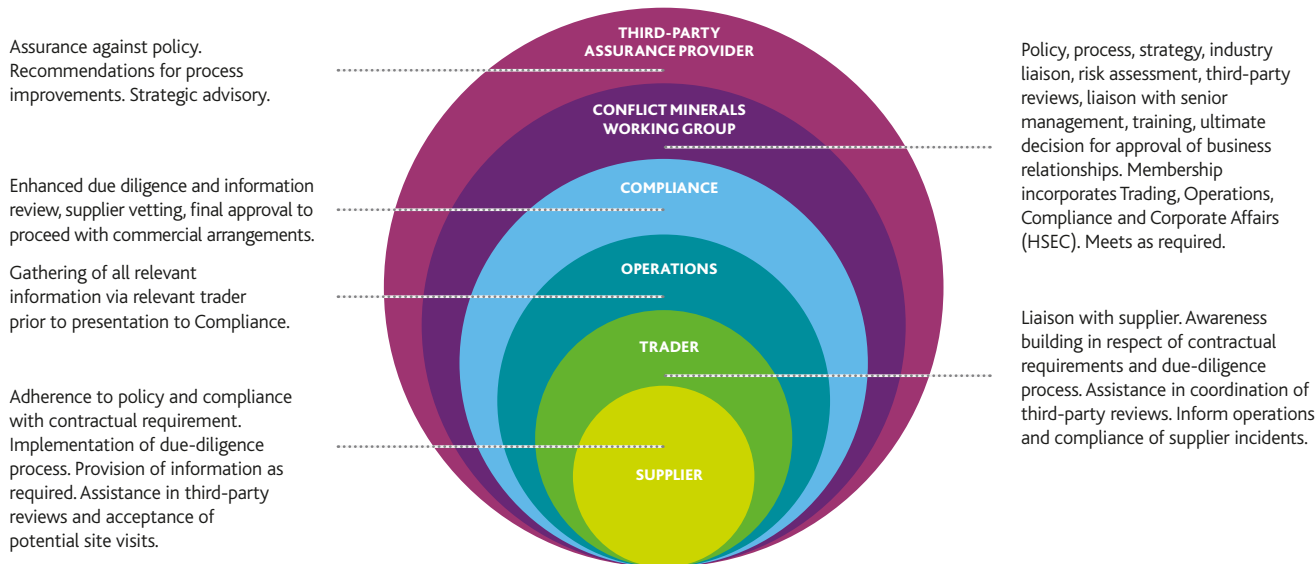 THIRD-PARTY
ASSURANCE PROVIDER
Assurance against policy.
Recommendations for process
improvements. Strategic advisory.
CONFLICT MINERALS
WORKING GROUP
Policy, process, strategy, industry
liaison, risk assessment, third-party
reviews, liaison with senior
management, training, ultimate
decision for approval of business
relationships. Membership
incorporates Trading, Operations,
Compliance and Corporate Affairs
(HSEC). Meets as required.
COMPLIANCE
Enhanced due diligence and information
review, supplier vetting, final approval to
proceed with commercial arrangements.
OPERATIONS
Gathering of all relevant
information via relevant trader
prior to presentation to Compliance.
TRADER
Liaison with supplier. Awareness
building in respect of contractual
requirements and due-diligence
process. Assistance in coordination of
third-party reviews. Inform operations
and compliance of supplier incidents.
SUPPLIER
Adherence to policy and compliance
with contractual requirement.
Implementation of due-diligence
process. Provision of information as
required. Assistance in third-party
reviews and acceptance of
potential site visits.